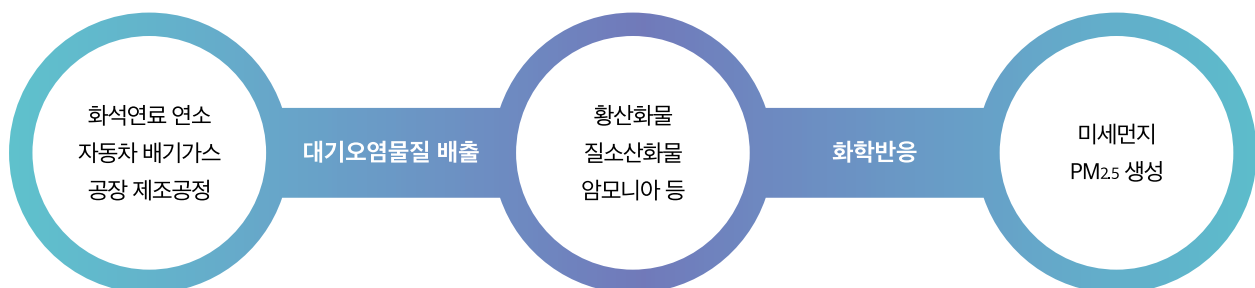 화석연료 연소
자동차 배기가스
공장 제조공정
대기오염물질 배출
황산화물
질소산화물
암모니아 등
화학반응
미세먼지
PM2.5 생성